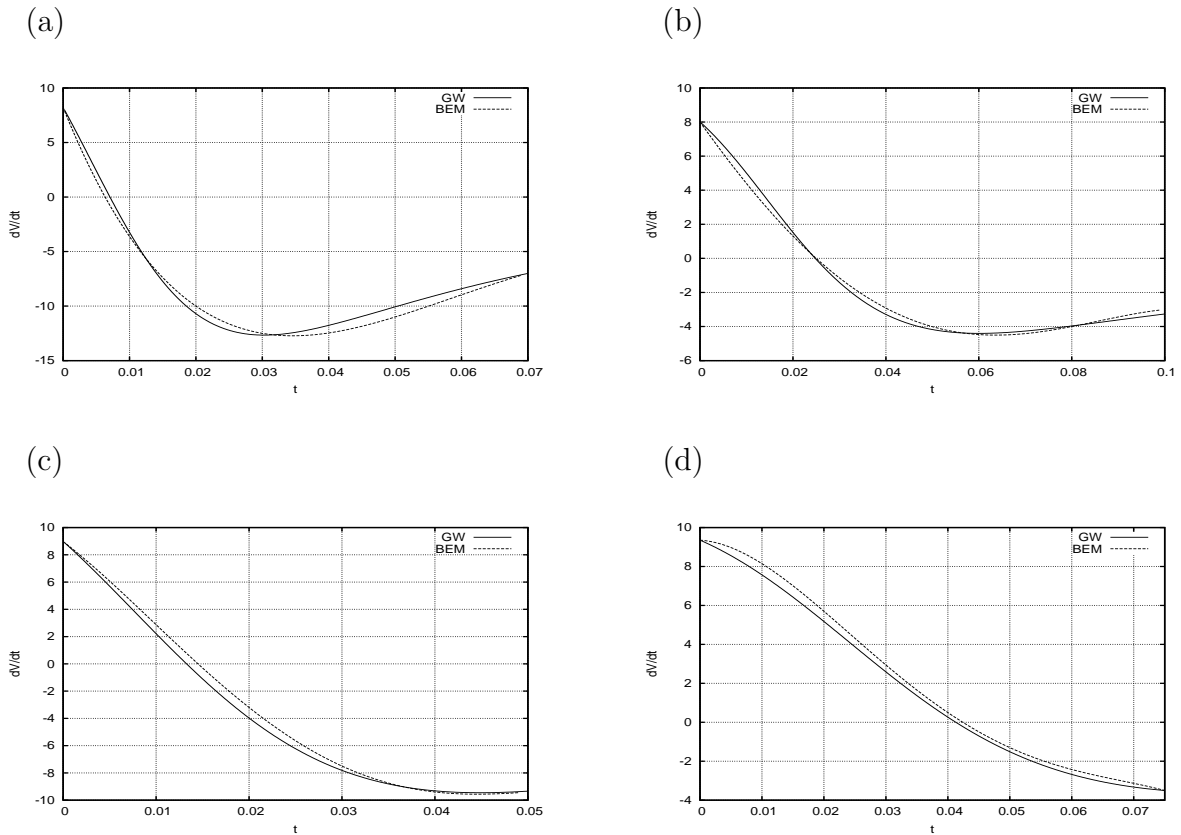 (a)
10
5
0
-5
-10
-15
0 0.01 0.02 0.03 0.04 0.05 0.06 0.07
dV/dt
t
GW
BEM
(b)
10
8
6
4
2
0
-2
-4
-6
0 0.02 0.04 0.06 0.08 0.1
dV/dt
t
GW
BEM
(c)
10
8
6
4
2
0
-2
-4
-6
-8
-10
0 0.01 0.02 0.03 0.04 0.05
dV/dt
t
GW
BEM
(d)
10
8
6
4
2
0
-2
-4
0 0.01 0.02 0.03 0.04 0.05 0.06 0.07
dV/dt
t
GW
BEM